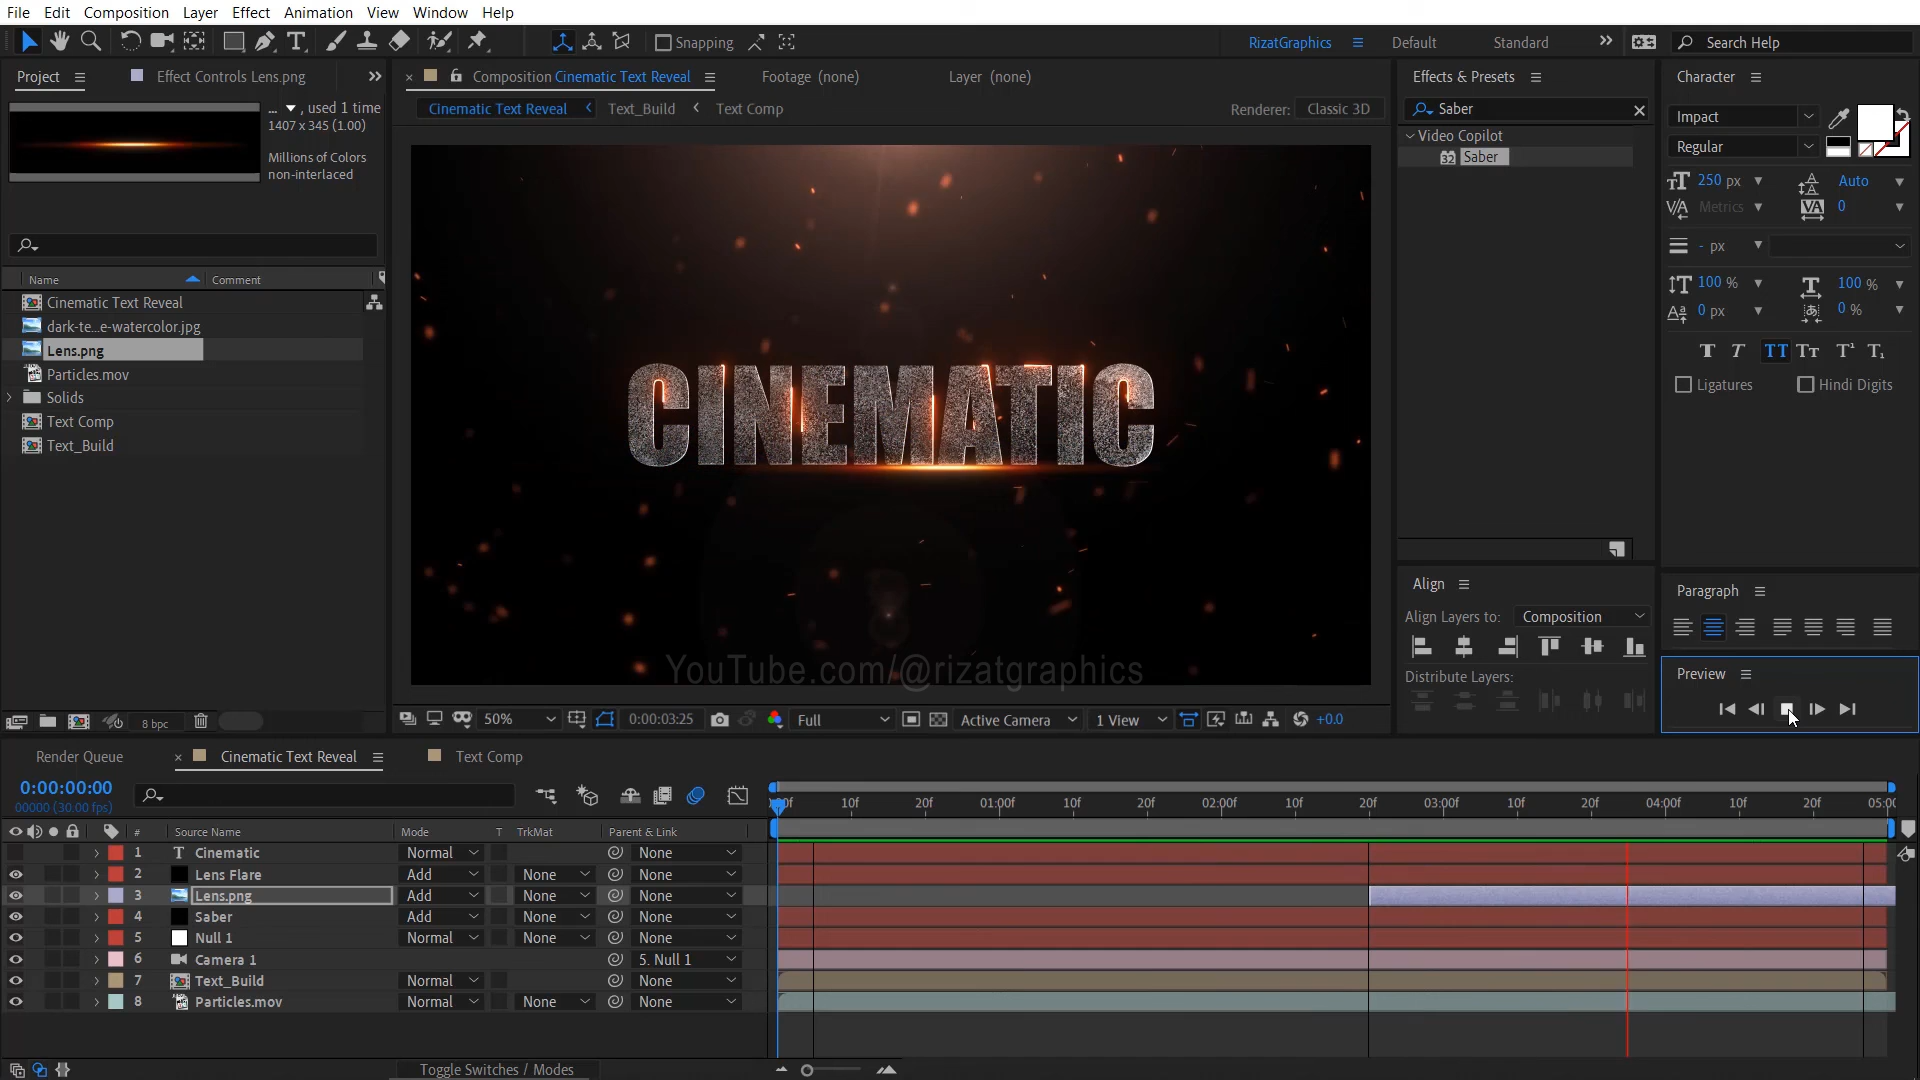 File Edit Composition Layer Effect Animation View Window Help
Snapping
RizatGraphics Default Standard Search Help
Project Effect Controls Lens.png
Composition Cinematic Text Reveal Footage (none) Layer (none)
Effects & Presets Character
... , used 1 time
1407 x 345 (1.00)
Millions of Colors
non-interlaced
Cinematic Text Reveal Text_Build Text Comp
Renderer: Classic 3D
Saber
Video Copilot
32 Saber
Impact
Regular
250 px Auto
Metrics 0
- px
100 % 100 %
0 px 0 %
Ligatures Hindi Digits
Name Comment
Cinematic Text Reveal
dark-te...e-watercolor.jpg
Lens.png
Particles.mov
Solids
Text Comp
Text_Build
CINEMATIC
YouTube.com/@rizatgraphics
Align
Align Layers to: Composition
Distribute Layers:
Paragraph
Preview
8 bpc
50% 0:00:03:25 Full Active Camera 1 View +0.0
Render Queue Cinematic Text Reveal Text Comp
0:00:00:00
00000 (30.00 fps)
10f 20f 01:00f 10f 20f 02:00f 10f 20f 03:00f 10f 20f 04:00f 10f 20f
# Source Name Mode T TrkMat Parent & Link
1 T Cinematic Normal None
2 Lens Flare Add None None
3 Lens.png Add None None
4 Saber Add None None
5 Null 1 Normal None None
6 Camera 1 5. Null 1
7 Text_Build Normal None
8 Particles.mov Normal None None
Toggle Switches / Modes